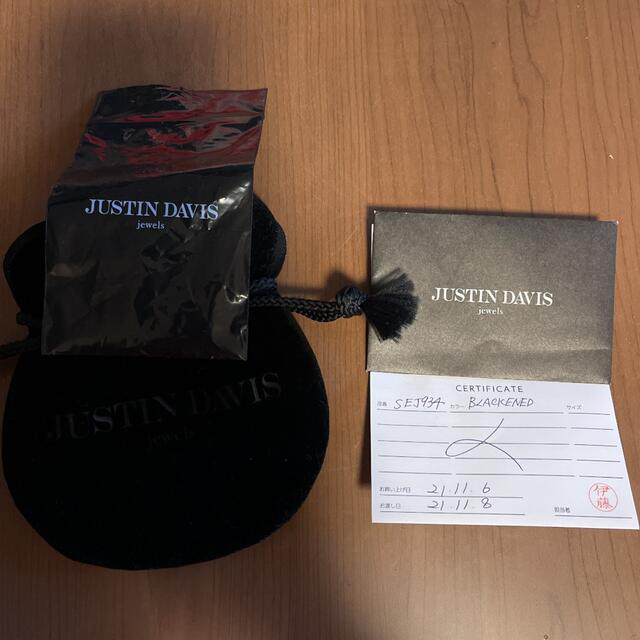 JUSTIN DAVIS
jewels
JUSTIN DAVIS
jewels
JUSTIN DAVIS
jewels
CERTIFICATE
品番 SEJ934 カラー BLACKENED サイズ
お買い上げ日 21.11.6
お渡し日 21.11.8
担当者 伊藤